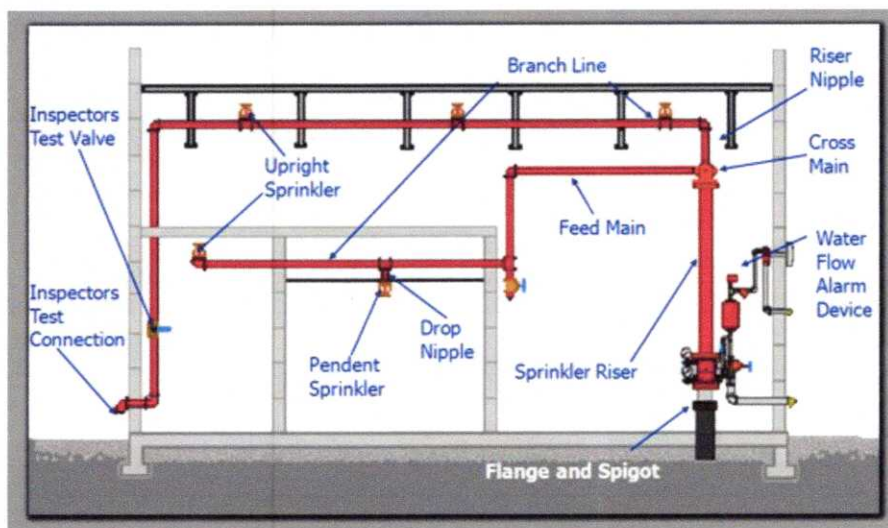 Branch Line
Riser
Nipple
Inspectors
Test Valve
Upright
Sprinkler
Cross
Main
Feed Main
Water
Flow
Alarm
Device
Inspectors
Test
Connection
Drop
Nipple
Pendent
Sprinkler
Sprinkler Riser
Flange and Spigot